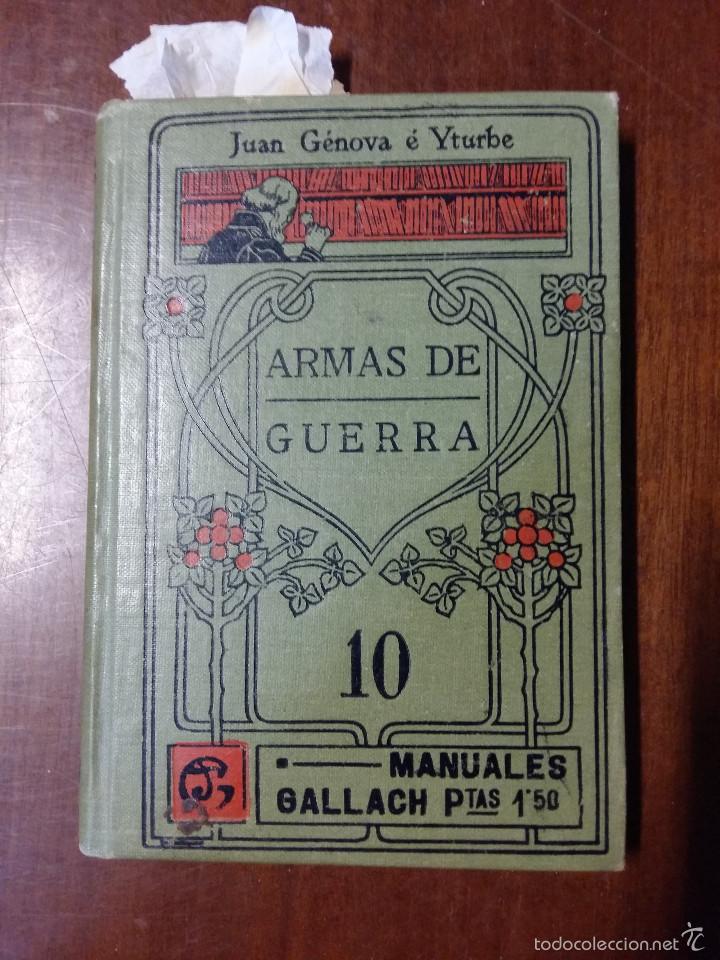 Juan Génova é Yturbe
ARMAS DE
GUERRA
10
MANUALES
GALLACH PTAS 1'50
todocoleccion.net